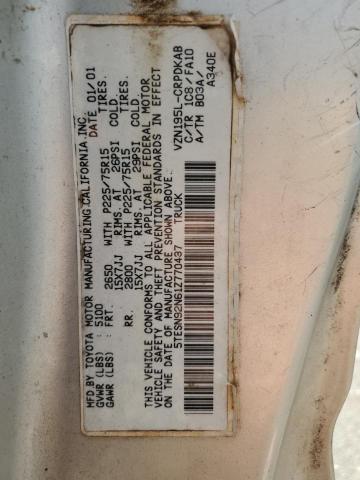 MFD BY TOYOTA MOTOR MANUFACTURING CALIFORNIA INC.
GVWR (LBS) : 5100 DATE 01/01
GAWR (LBS) : FRT. 2650 WITH P225/75R15 TIRES
15X7JJ RIMS, AT 26PSI
RR. 2800 WITH P225/75R15 TIRES
15X7JJ RIMS, AT 29PSI COLD
THIS VEHICLE CONFORMS TO ALL APPLICABLE FEDERAL MOTOR
VEHICLE SAFETY AND THEFT PREVENTION STANDARDS IN EFFECT
ON THE DATE OF MANUFACTURE SHOWN ABOVE.
5TESN92N61Z770437 TRUCK
VZN195L-CRPDKAB
C/TR 1C8/FA10
A/TM B03A/
A340E